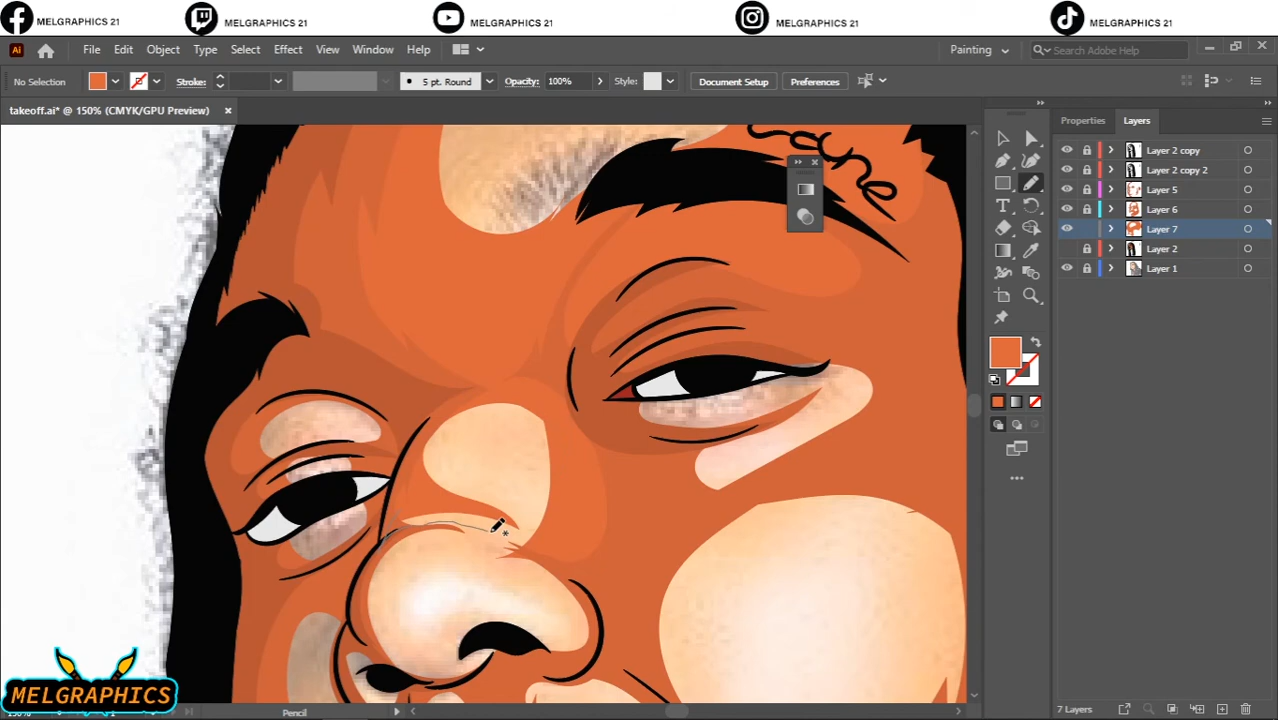 MELGRAPHICS 21 MELGRAPHICS 21 MELGRAPHICS 21 MELGRAPHICS 21 MELGRAPHICS 21
Ai File Edit Object Type Select Effect View Window Help Painting Search Adobe Help
No Selection Stroke: 5 pt. Round Opacity: 100% Style: Document Setup Preferences
takeoff.ai* @ 150% (CMYK/GPU Preview)
Properties Layers
Layer 2 copy
Layer 2 copy 2
Layer 5
Layer 6
Layer 7
Layer 2
Layer 1
MELGRAPHICS
Pencil
7 Layers